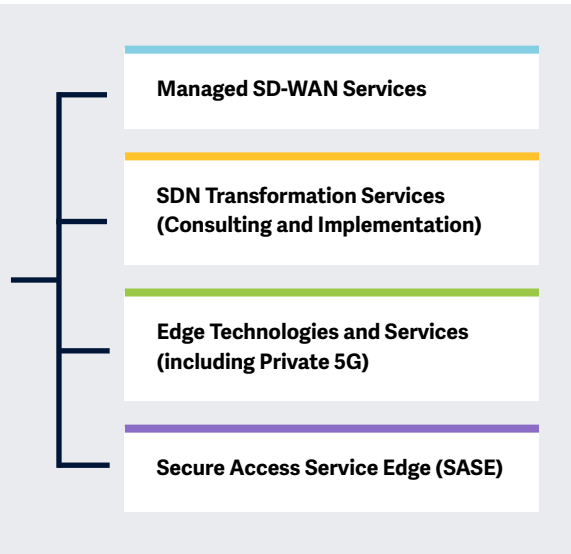 Managed SD-WAN Services
SDN Transformation Services
(Consulting and Implementation)
Edge Technologies and Services
(including Private 5G)
Secure Access Service Edge (SASE)